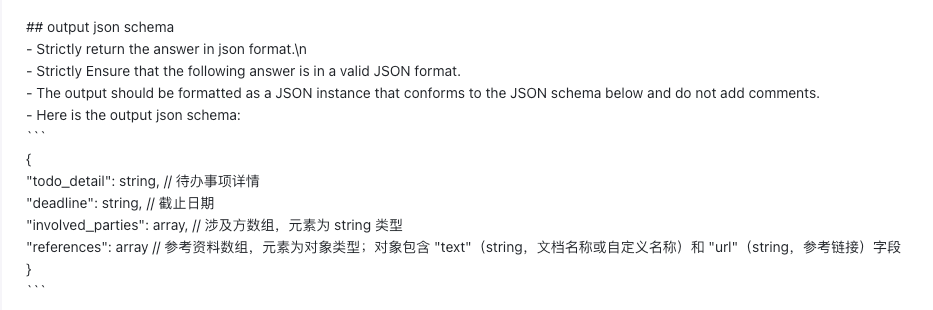 ## output json schema
- Strictly return the answer in json format.\n
- Strictly Ensure that the following answer is in a valid JSON format.
- The output should be formatted as a JSON instance that conforms to the JSON schema below and do not add comments.
- Here is the output json schema:
```
{
"todo_detail": string, // 待办事项详情
"deadline": string, // 截止日期
"involved_parties": array, // 涉及方数组，元素为 string 类型
"references": array // 参考资料数组，元素为对象类型；对象包含 "text"（string，文档名称或自定义名称）和 "url"（string，参考链接）字段
}
```